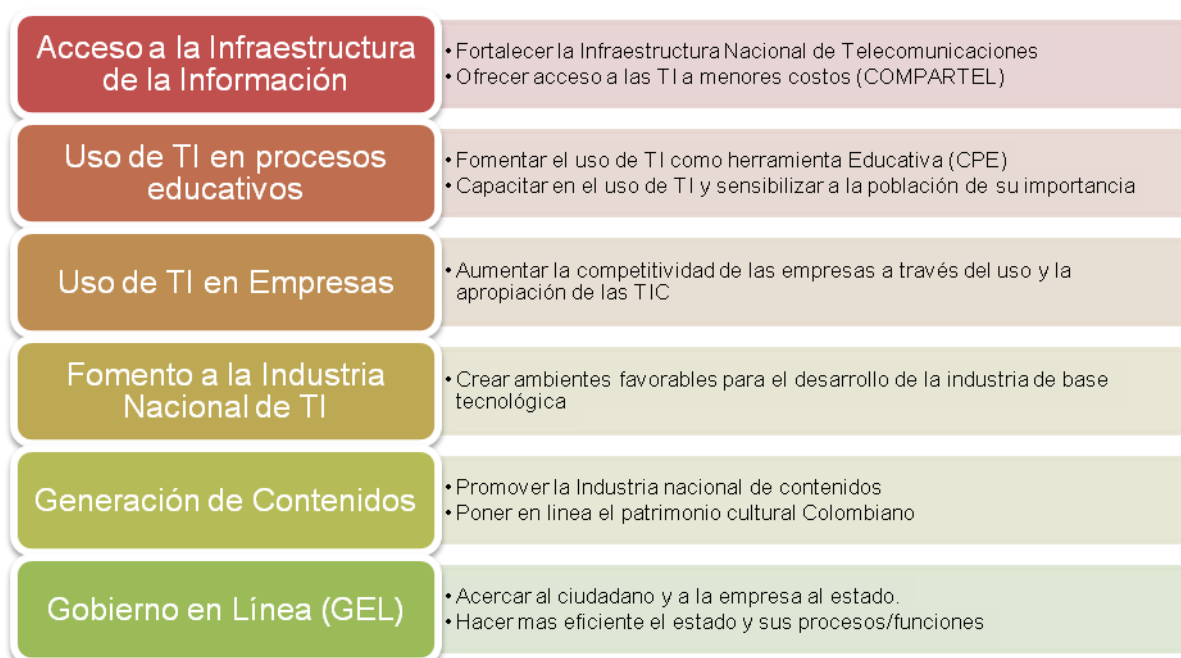 Acceso a la Infraestructura
de la Información
• Fortalecer la Infraestructura Nacional de Telecomunicaciones
• Ofrecer acceso a las TI a menores costos (COMPARTEL)
Uso de TI en procesos
educativos
• Fomentar el uso de TI como herramienta Educativa (CPE)
• Capacitar en el uso de TI y sensibilizar a la población de su importancia
Uso de TI en Empresas
• Aumentar la competitividad de las empresas a través del uso y la
apropiación de las TIC
Fomento a la Industria
Nacional de TI
• Crear ambientes favorables para el desarrollo de la industria de base
tecnológica
Generación de Contenidos
• Promover la Industria nacional de contenidos
• Poner en linea el patrimonio cultural Colombiano
Gobierno en Línea (GEL)
• Acercar al ciudadano y a la empresa al estado.
• Hacer mas eficiente el estado y sus procesos/funciones